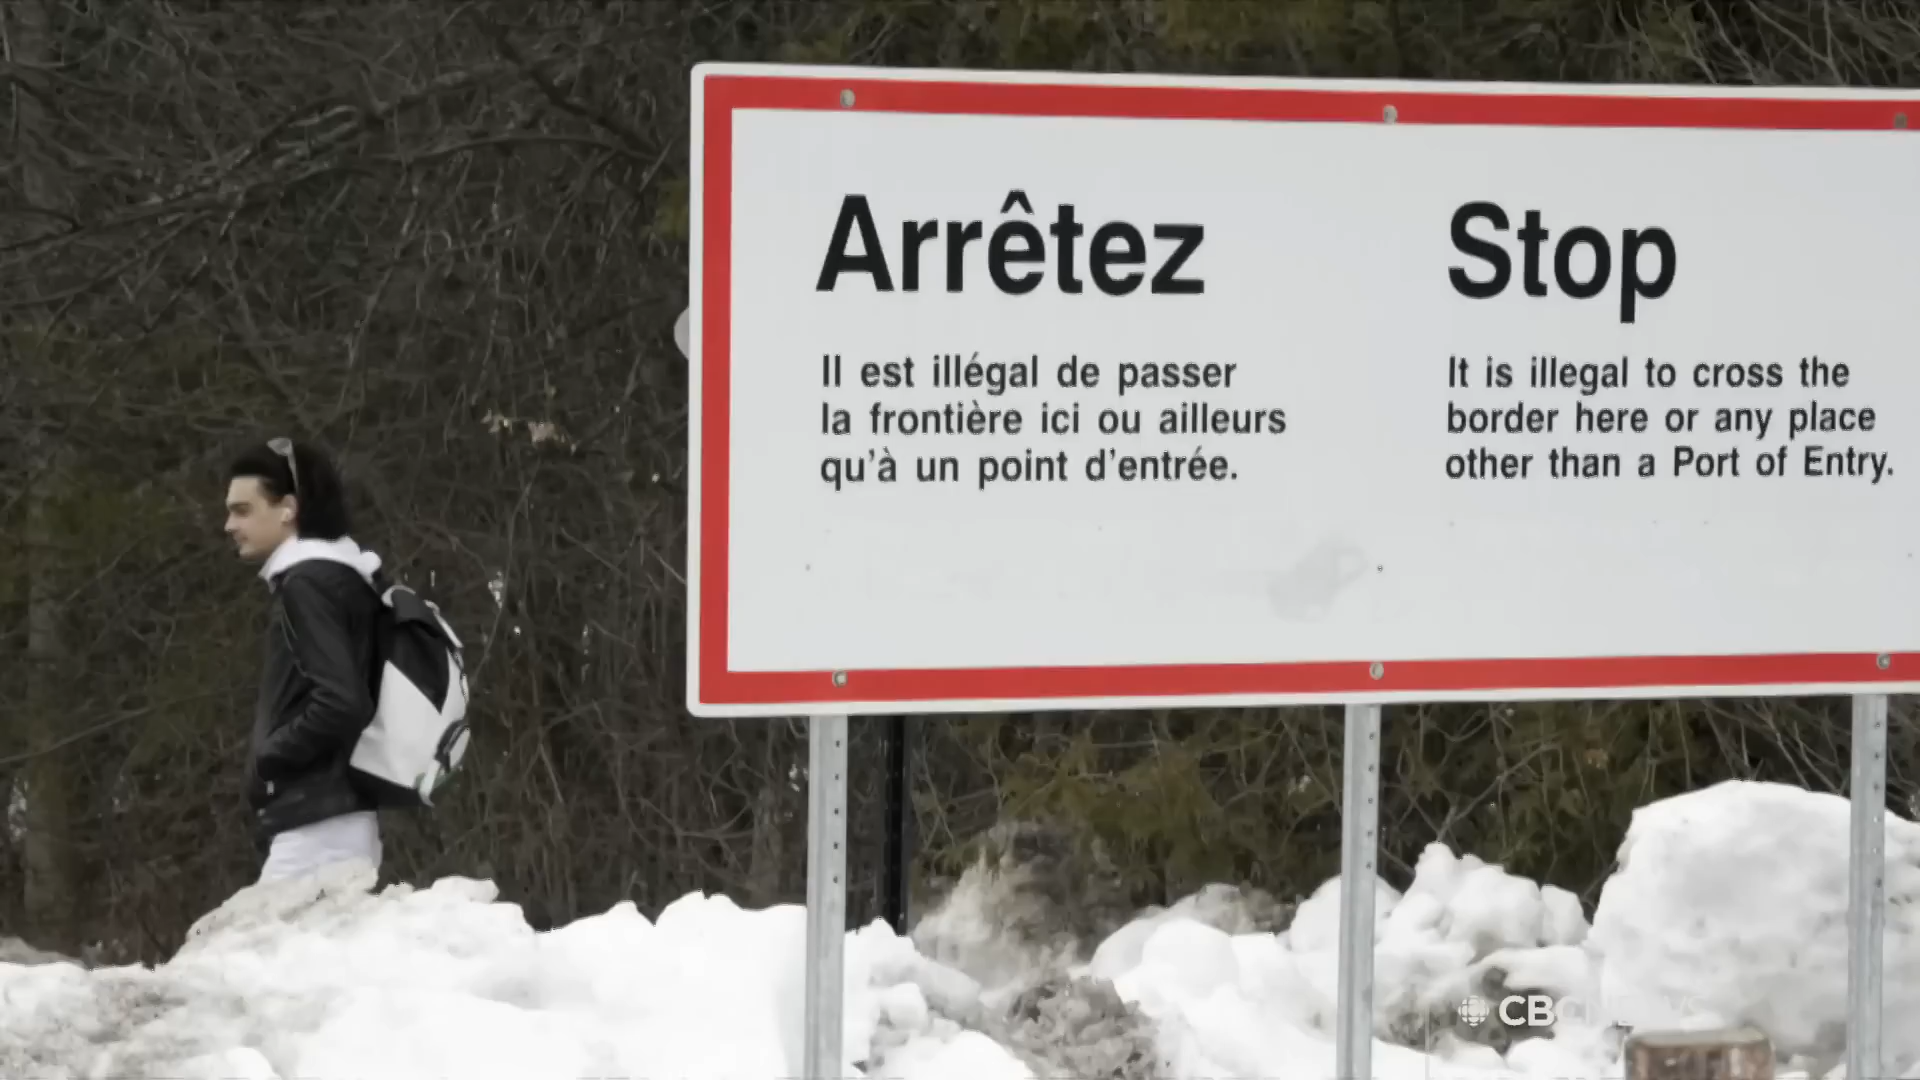 Arrêtez
Il est illégal de passer
la frontière ici ou ailleurs
qu'à un point d'entrée.
Stop
It is illegal to cross the
border here or any place
other than a Port of Entry.
CBC NEWS